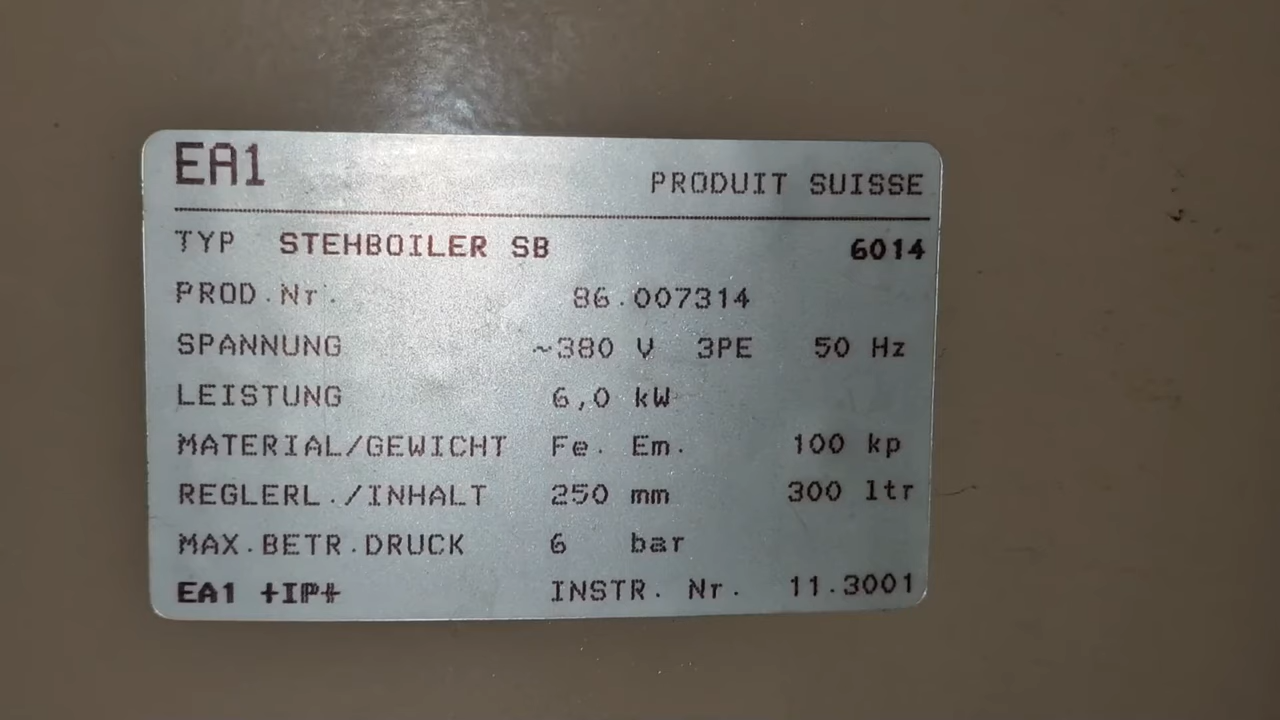 EA1
PRODUIT SUISSE
TYP STEHBOILER SB 6014
PROD.Nr. 86.007314
SPANNUNG ~380 V 3PE 50 Hz
LEISTUNG 6,0 kW
MATERIAL/GEWICHT Fe. Em. 100 kp
REGLERL./INHALT 250 mm 300 ltr
MAX.BETR.DRUCK 6 bar
EA1 +IP+ INSTR. Nr. 11.3001